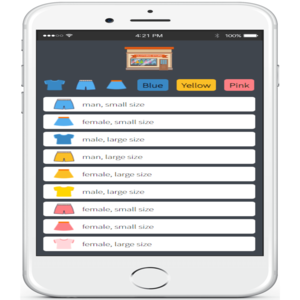 4:21 PM
100%
Blue Yellow Pink
man, small size
female, small size
male, large size
man, large size
female, large size
male, large size
female, small size
female, small size
female, large size